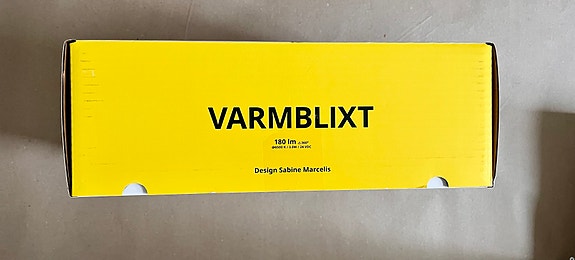 VARMBLIXT
180 lm
Design Sabine Marcelis